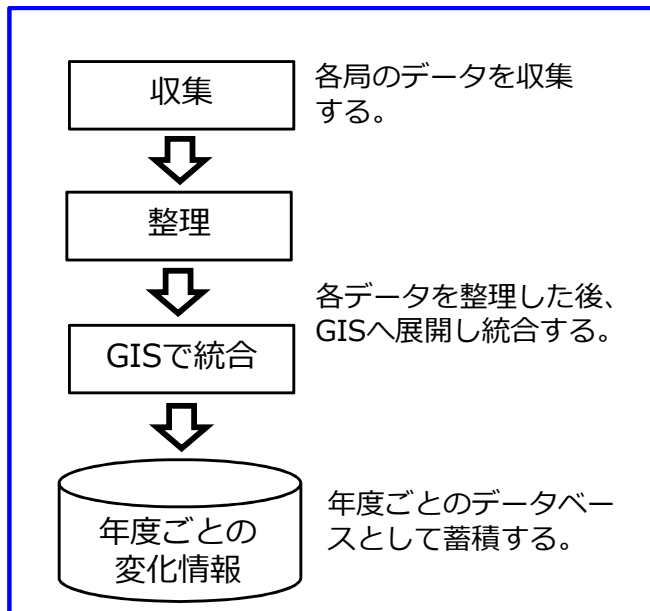 収集
各局のデータを収集
する。
整理
各データを整理した後、
GISへ展開し統合する。
GISで統合
年度ごとの
変化情報
年度ごとのデータベー
スとして蓄積する。